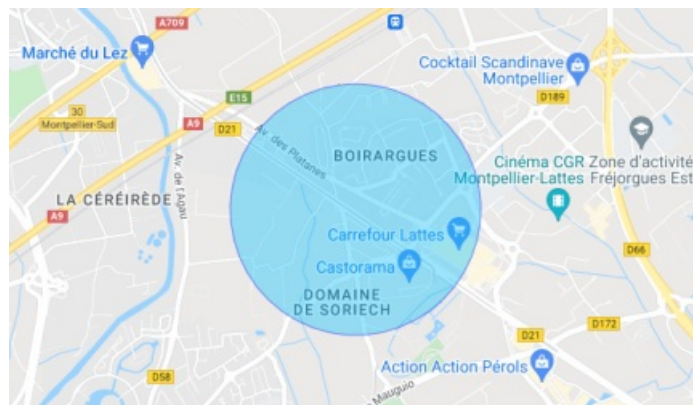 A709
Marché du Lez
Cocktail Scandinave
Montpellier
E15
D189
30
Montpellier-Sud
A9
D21
Av. des Platanes
BOIRARGUES
Cinéma CGR
Montpellier-Lattes
Zone d'activité
Fréjorgues Est
Av. de l'Agau
LA CÉRÉIRÈDE
A9
Carrefour Lattes
D66
Castorama
DOMAINE
DE SORIECH
D172
D21
Action Action Pérols
D58
Mauguio